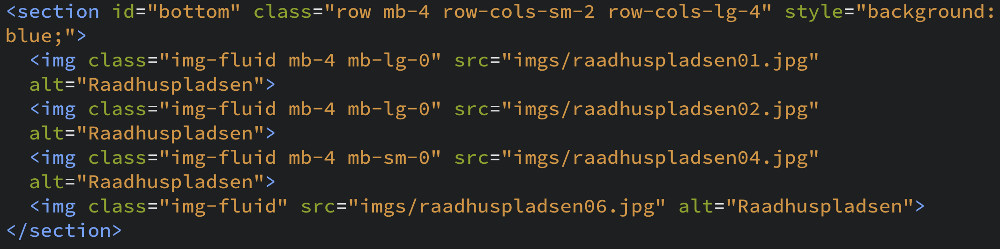 <section id="bottom" class="row mb-4 row-cols-sm-2 row-cols-lg-4" style="background:
blue;">
  <img class="img-fluid mb-4 mb-lg-0" src="imgs/raadhuspladsen01.jpg"
  alt="Raadhuspladsen">
  <img class="img-fluid mb-4 mb-lg-0" src="imgs/raadhuspladsen02.jpg"
  alt="Raadhuspladsen">
  <img class="img-fluid mb-4 mb-sm-0" src="imgs/raadhuspladsen04.jpg"
  alt="Raadhuspladsen">
  <img class="img-fluid" src="imgs/raadhuspladsen06.jpg" alt="Raadhuspladsen">
</section>